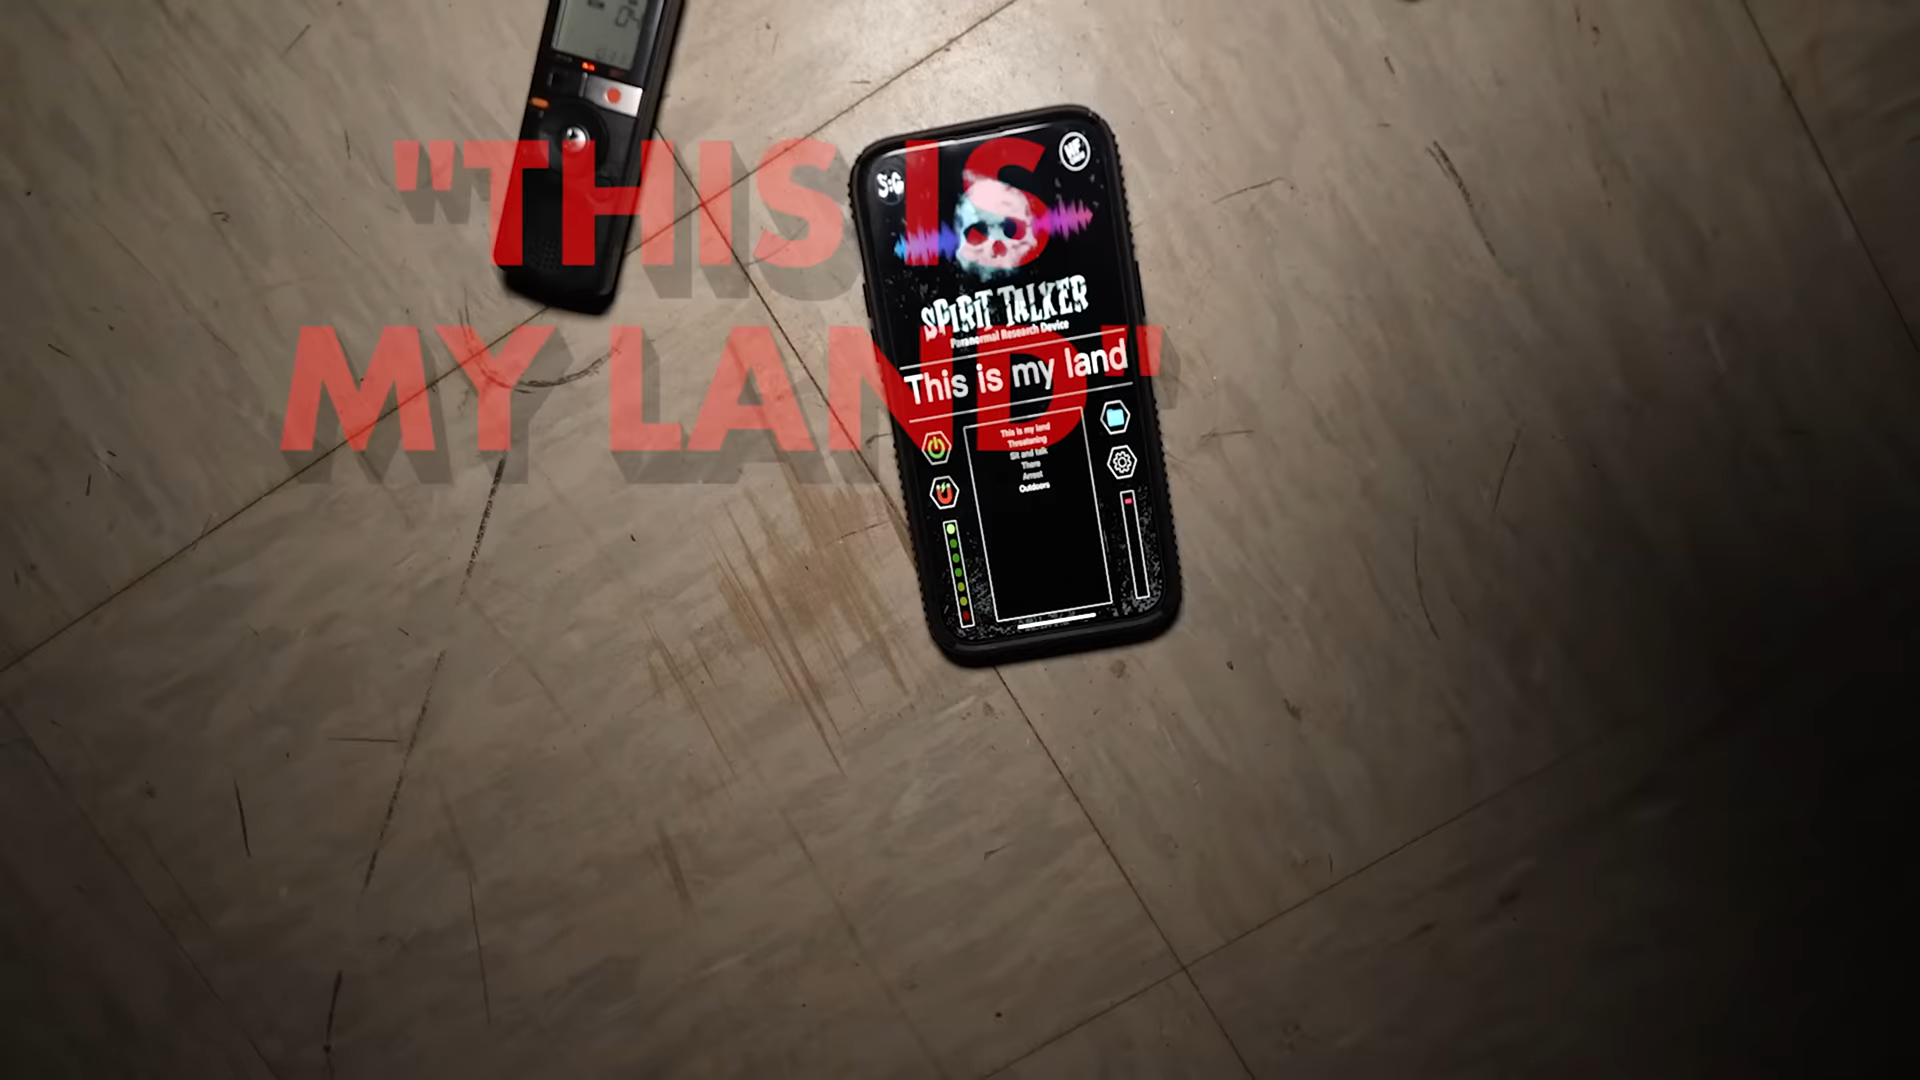 "THIS IS
MY LAND"
SPIRIT TALKER
Paranormal Research Device
This is my land
This is my land
Threatening
Sit and talk
There
Arrest
Outdoors